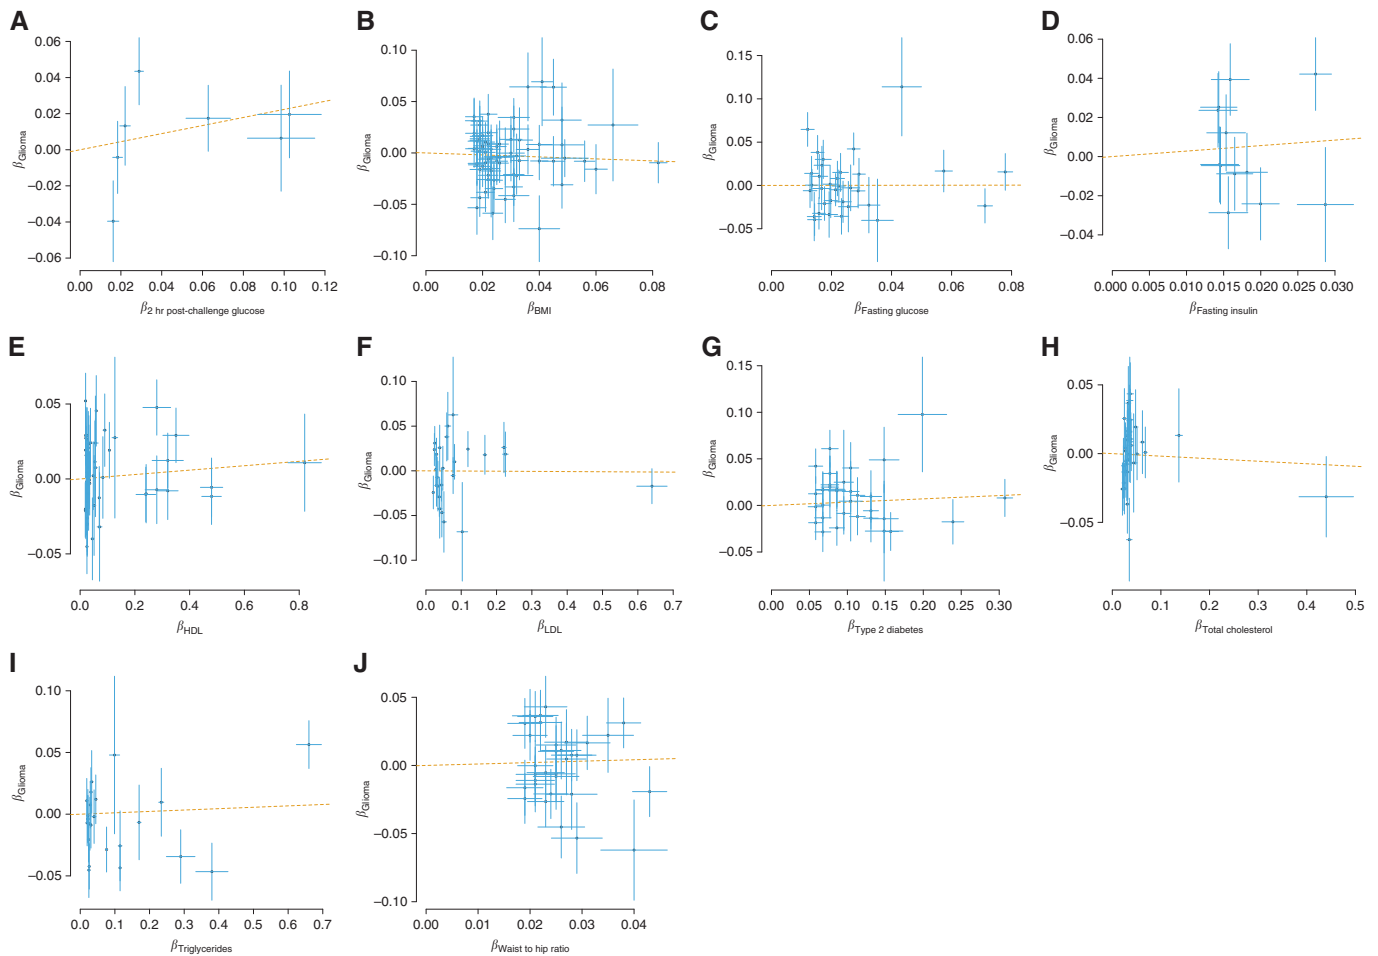 A
0.06
0.04
0.02
0.00
−0.02
−0.04
−0.06
βGlioma
0.00 0.02 0.04 0.06 0.08 0.10 0.12
β2 hr post-challenge glucose
B
0.10
0.05
0.00
−0.05
−0.10
βGlioma
0.00 0.02 0.04 0.06 0.08
βBMI
C
0.15
0.10
0.05
0.00
−0.05
βGlioma
0.00 0.02 0.04 0.06 0.08
βFasting glucose
D
0.06
0.04
0.02
0.00
−0.02
−0.04
βGlioma
0.000 0.005 0.010 0.015 0.020 0.025 0.030
βFasting insulin
E
0.05
0.00
−0.05
βGlioma
0.0 0.2 0.4 0.6 0.8
βHDL
F
0.10
0.05
0.00
−0.05
−0.10
βGlioma
0.0 0.1 0.2 0.3 0.4 0.5 0.6 0.7
βLDL
G
0.15
0.10
0.05
0.00
−0.05
βGlioma
0.00 0.05 0.10 0.15 0.20 0.25 0.30
βType 2 diabetes
H
0.05
0.00
−0.05
βGlioma
0.0 0.1 0.2 0.3 0.4 0.5
βTotal cholesterol
I
0.10
0.05
0.00
−0.05
βGlioma
0.0 0.1 0.2 0.3 0.4 0.5 0.6 0.7
βTriglycerides
J
0.05
0.00
−0.05
−0.10
βGlioma
0.00 0.01 0.02 0.03 0.04
βWaist to hip ratio